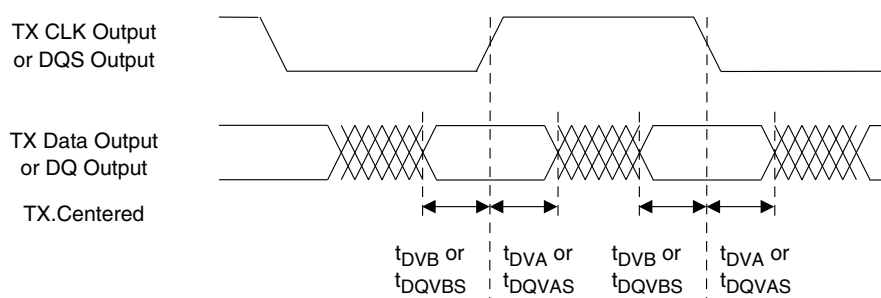 TX CLK Output
or DQS Output
TX Data Output
or DQ Output
TX.Centered
tDVB or
tDQVBS
tDVA or
tDQVAS
tDVB or
tDQVBS
tDVA or
tDQVAS